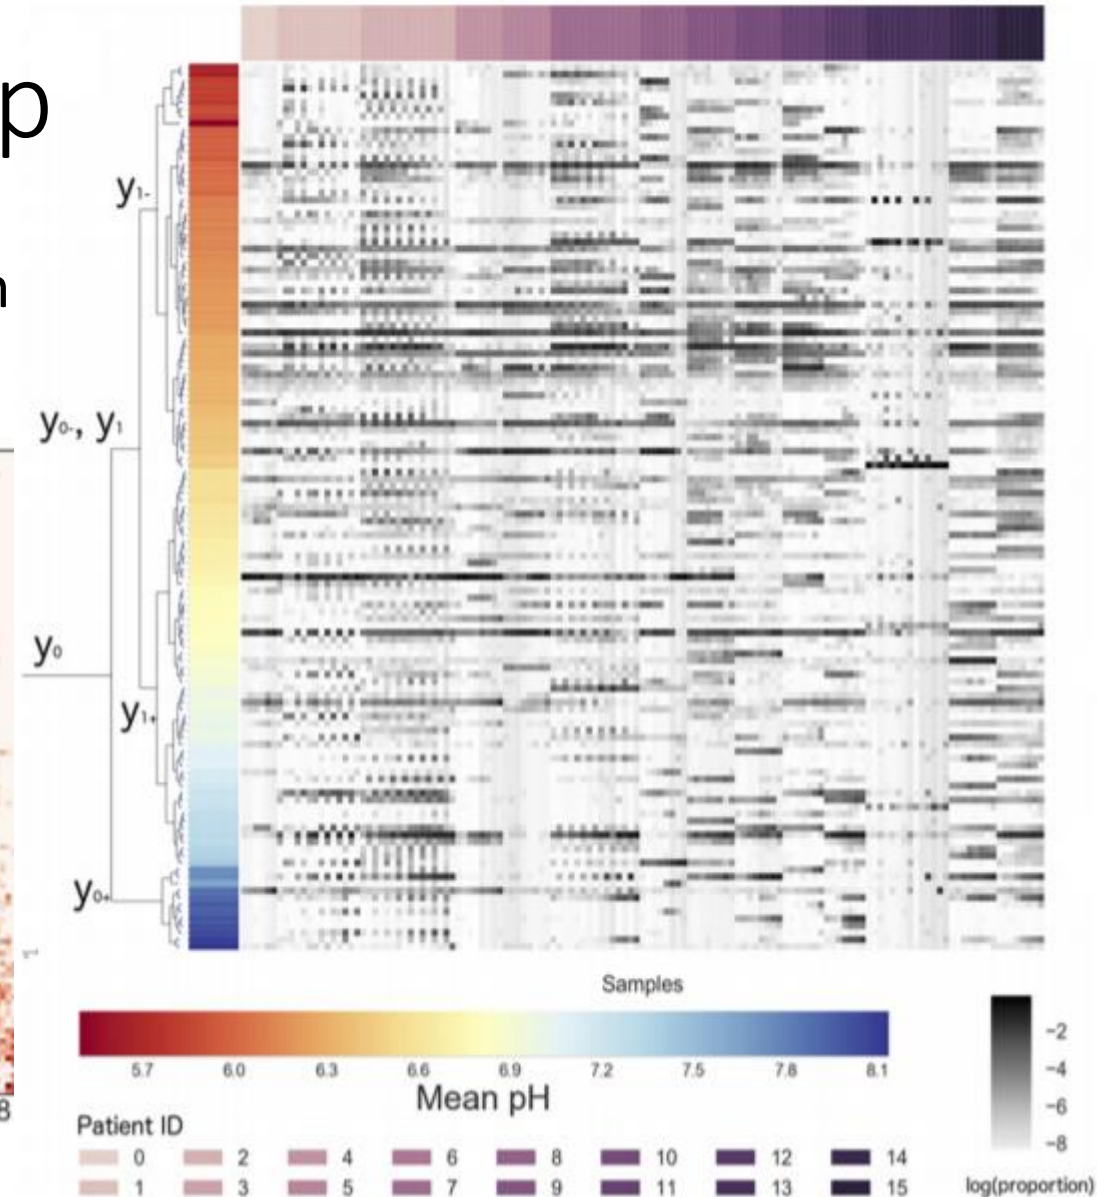 p
n
y1-
y0-, y1
y0
y1+
y0+
8
Samples
5.7 6.0 6.3 6.6 6.9 7.2 7.5 7.8 8.1
Mean pH
-2
-4
-6
-8
log(proportion)
Patient ID
0 2 4 6 8 10 12 14
1 3 5 7 9 11 13 15